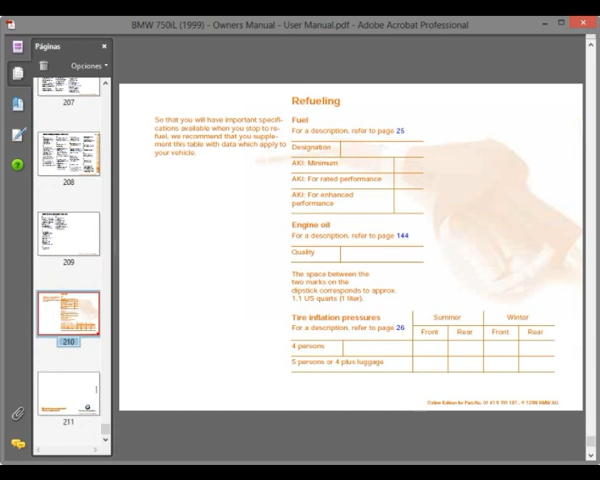 BMW 750iL (1999) - Owners Manual - User Manual.pdf - Adobe Acrobat Professional
Páginas
Opciones
207
208
209
210
211
Refueling
So that you will have important specifi-
cations available when you stop to re-
fuel, we recommend that you supple-
ment this table with data which apply to
your vehicle.
Fuel
For a description, refer to page 25
Designation
AKI: Minimum
AKI: For rated performance
AKI: For enhanced
performance
Engine oil
For a description, refer to page 144
Quality
The space between the
two marks on the
dipstick corresponds to approx.
1.1 US quarts (1 liter).
Tire inflation pressures Summer Winter
For a description, refer to page 26 Front Rear Front Rear
4 persons
5 persons or 4 plus luggage
Online Edition for Part No.